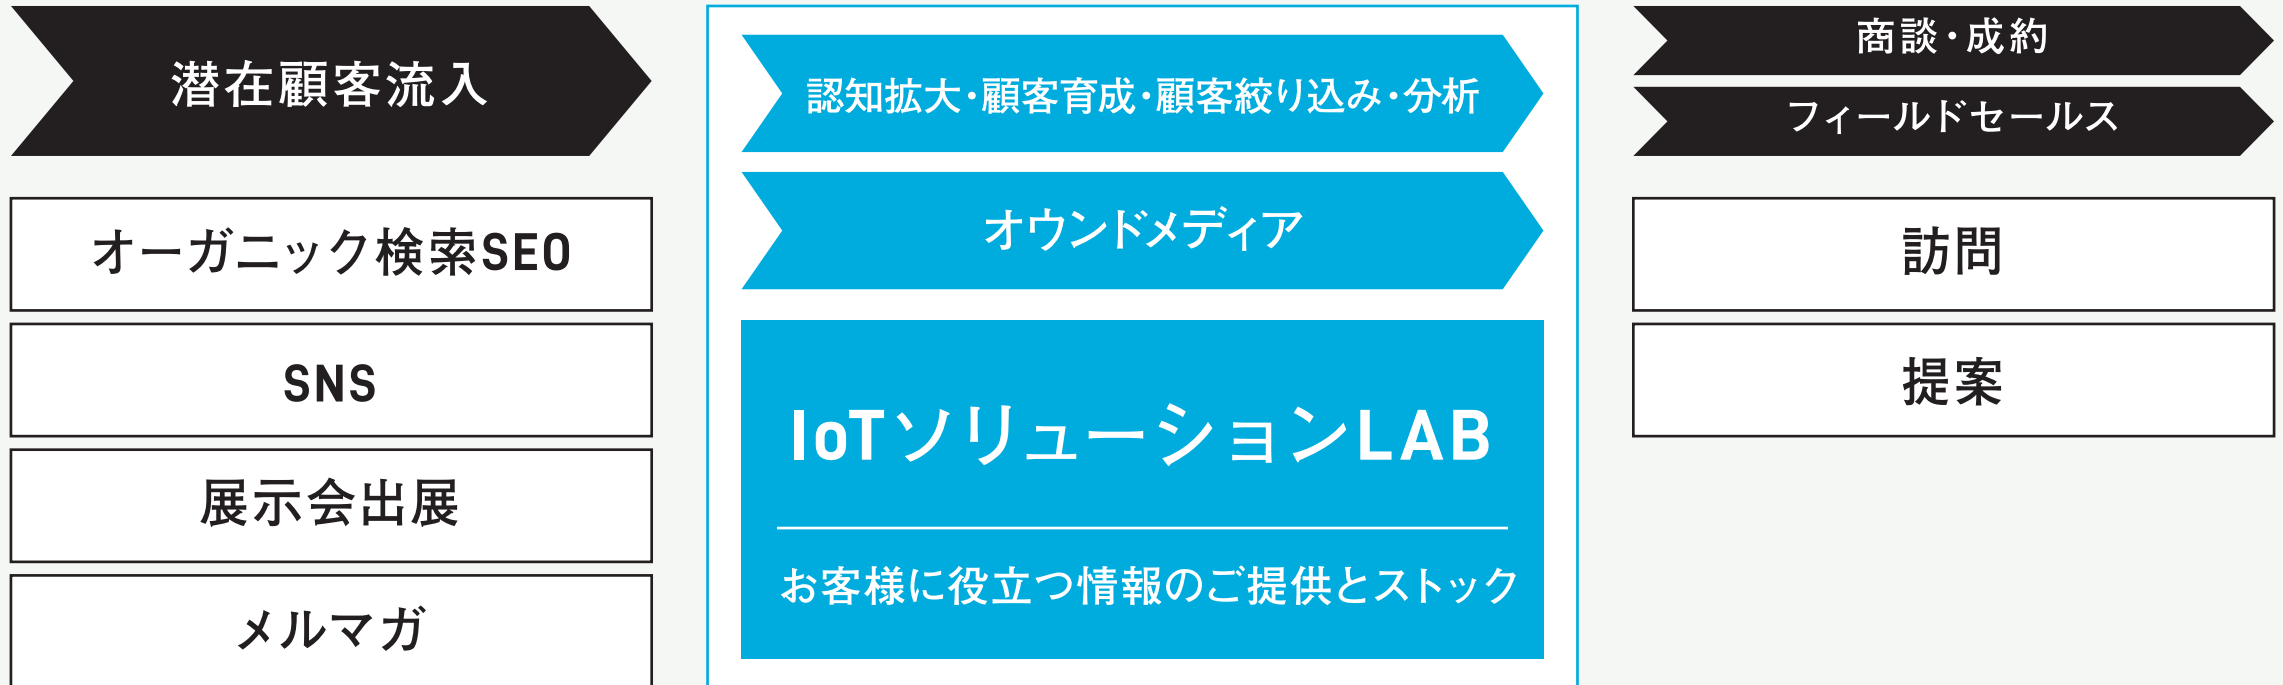 潜在顧客流入
オーガニック検索SEO
SNS
展示会出展
メルマガ
認知拡大・顧客育成・顧客絞り込み・分析
オウンドメディア
IoTソリューションLAB
お客様に役立つ情報のご提供とストック
商談・成約
フィールドセールス
訪問
提案